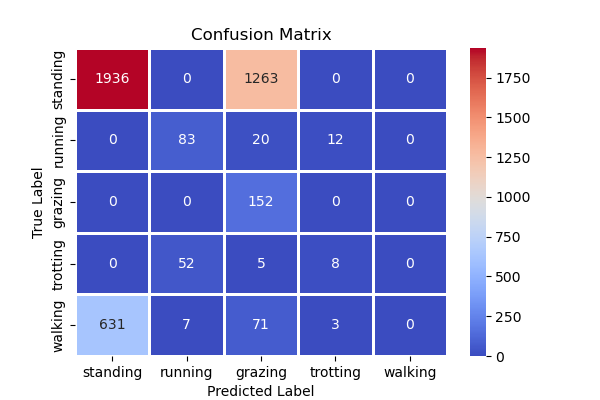 Confusion Matrix
True Label
standing 1936 0 1263 0 0
running 0 83 20 12 0
grazing 0 0 152 0 0
trotting 0 52 5 8 0
walking 631 7 71 3 0
standing running grazing trotting walking
Predicted Label
1750
1500
1250
1000
750
500
250
0